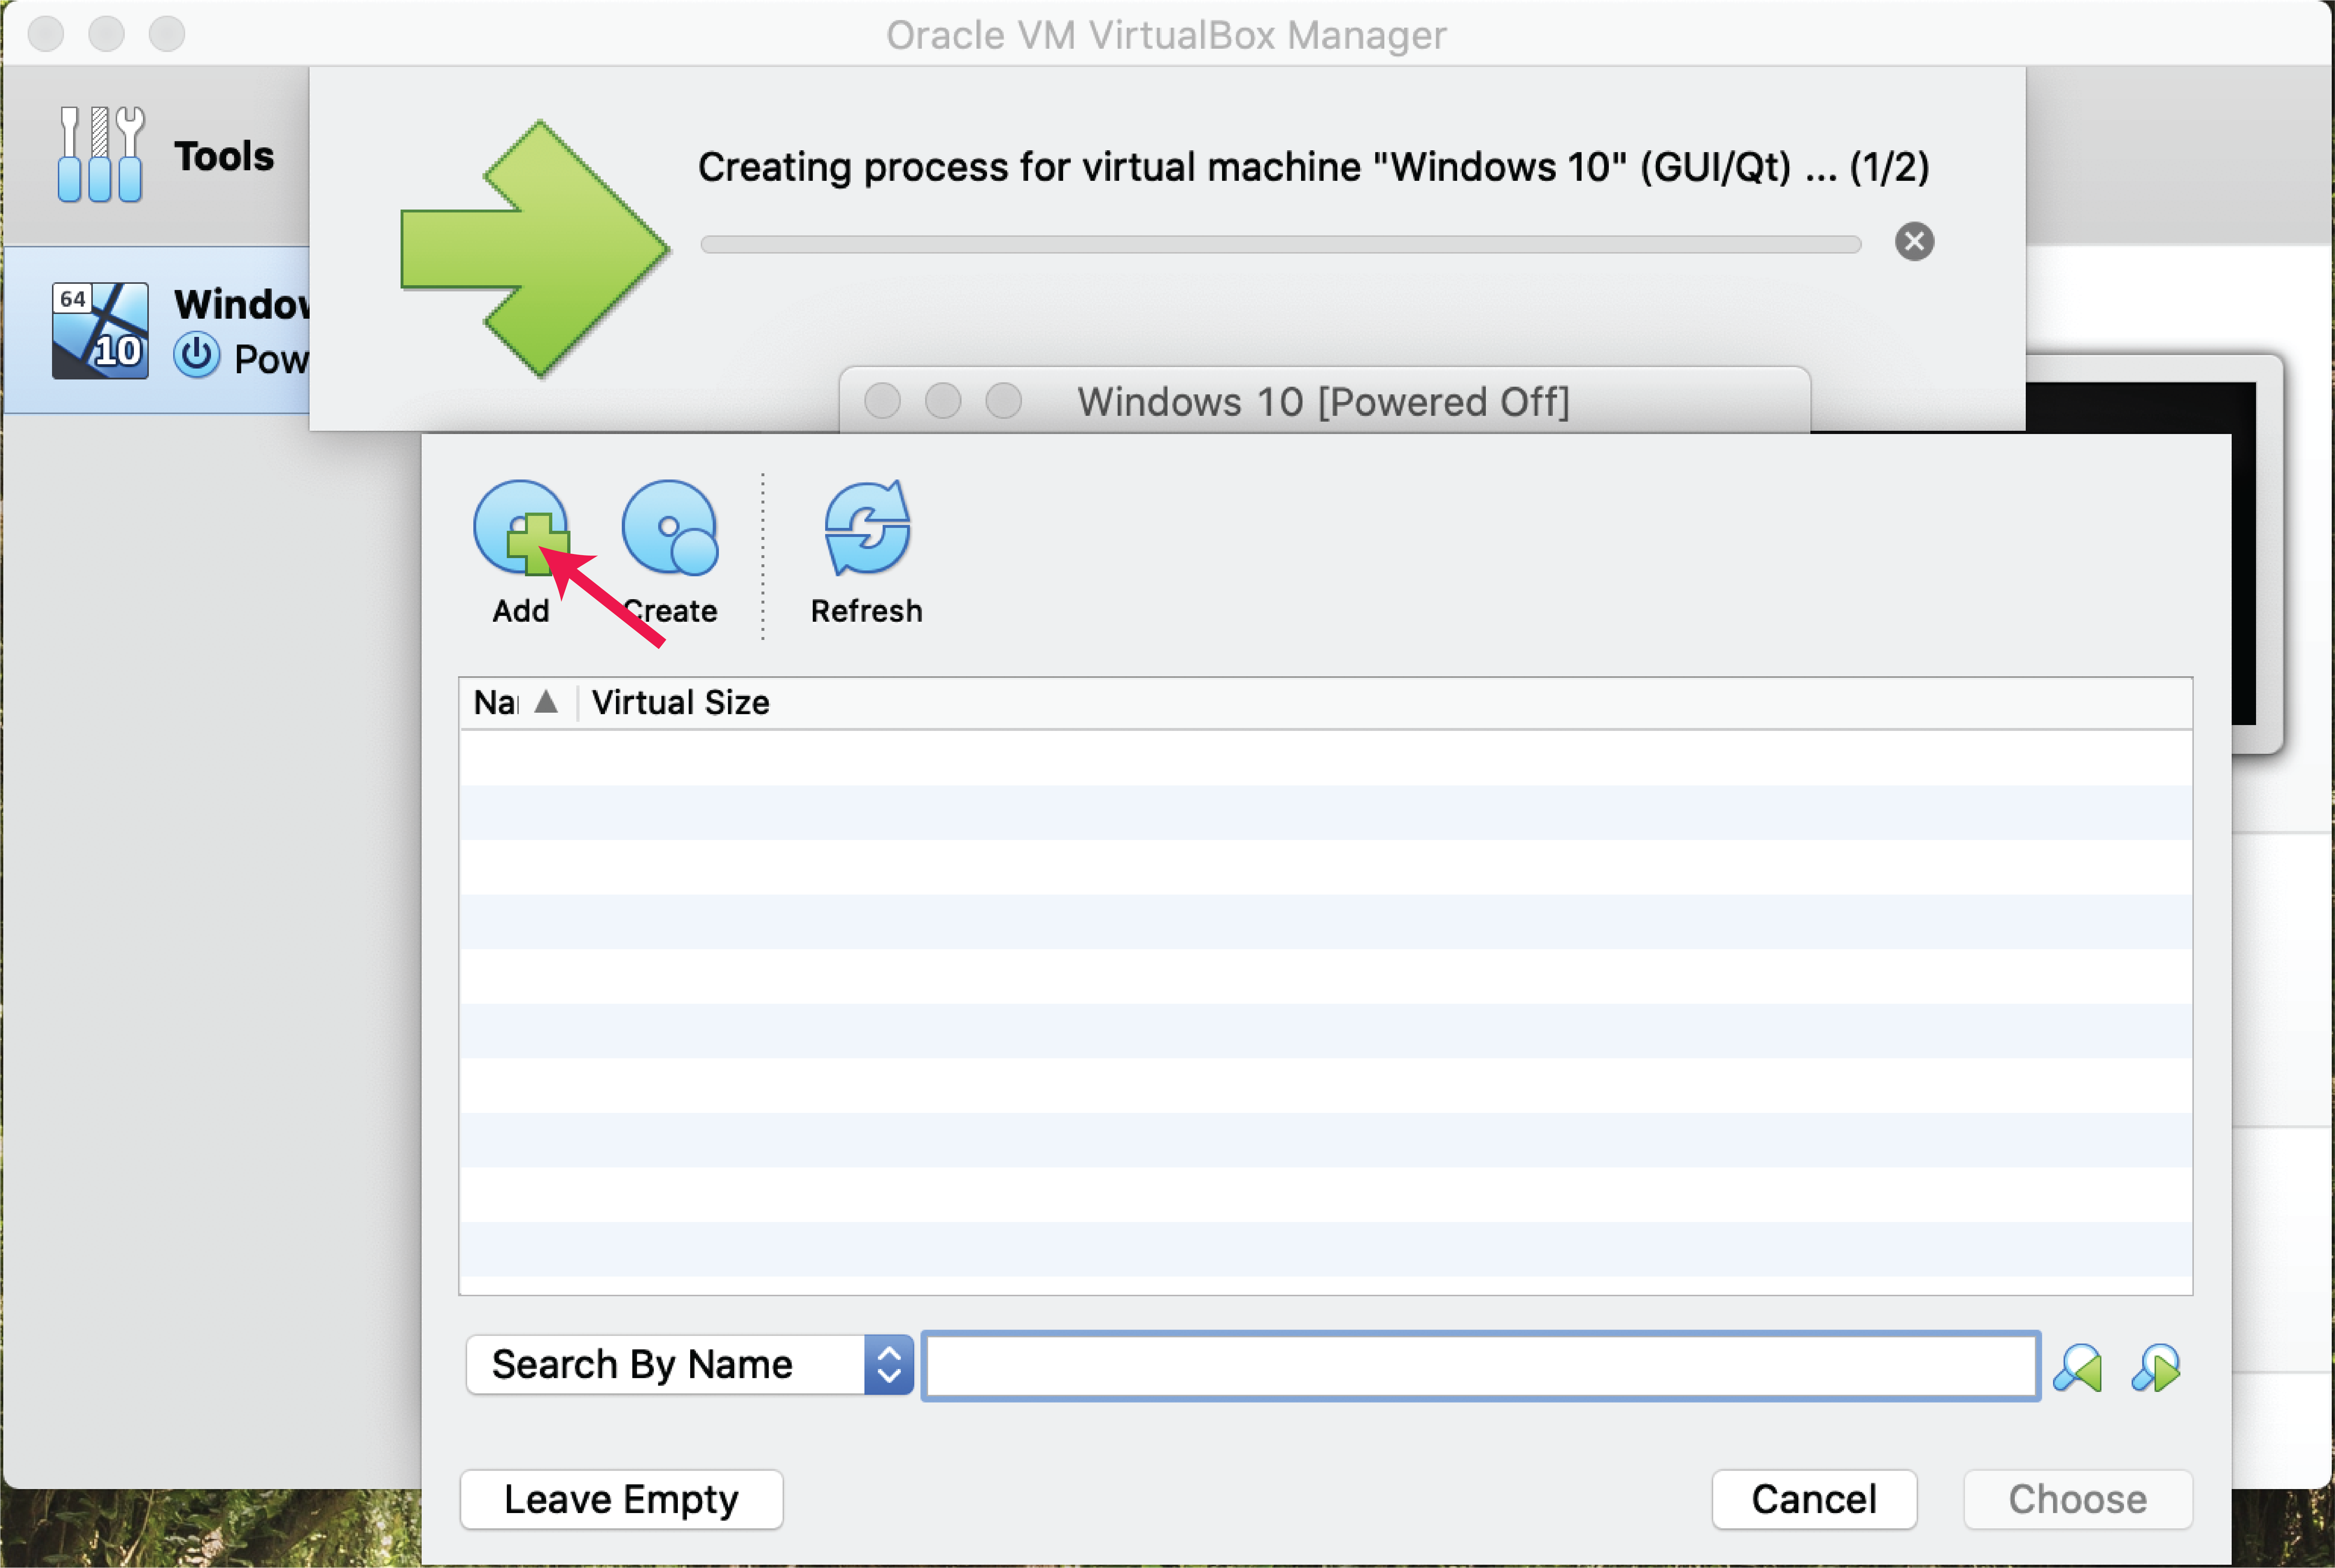 Oracle VM VirtualBox Manager
Tools
Creating process for virtual machine "Windows 10" (GUI/Qt) ... (1/2)
64
10
Window
Pow
Windows 10 [Powered Off]
Add
Create
Refresh
Na
Virtual Size
Search By Name
Leave Empty
Cancel
Choose